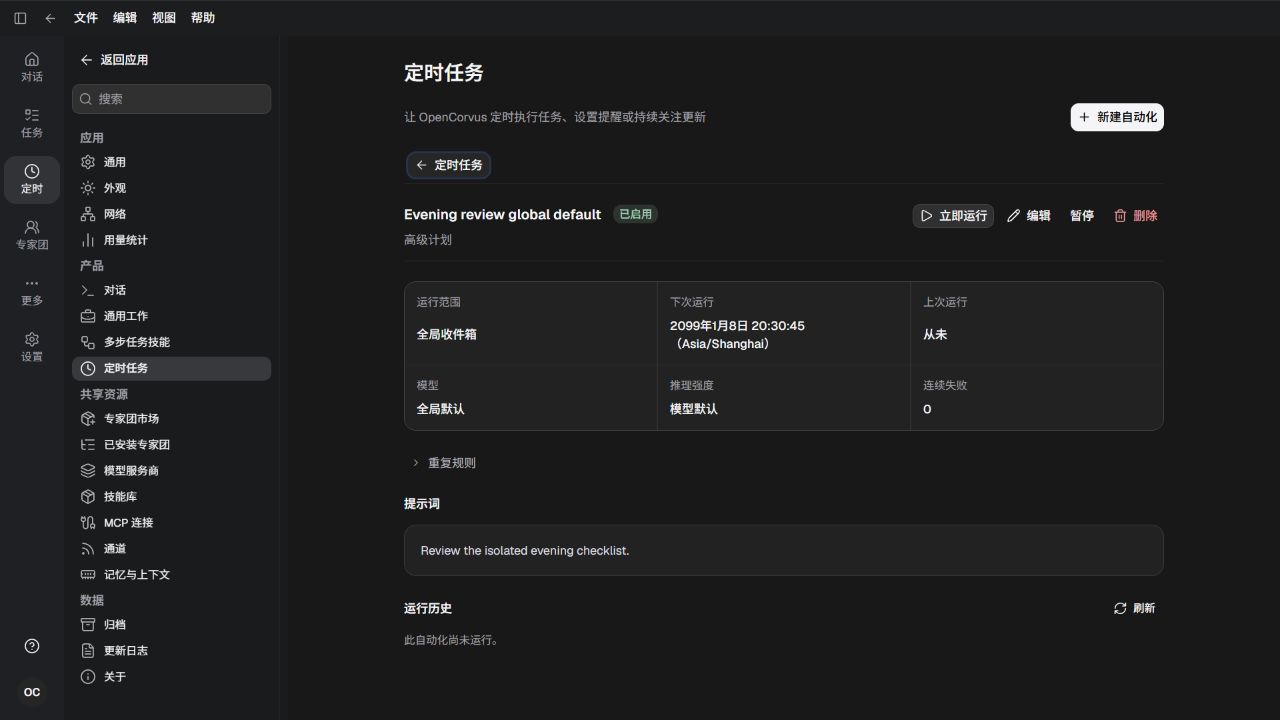 文件 编辑 视图 帮助
对话
任务
定时
专家团
更多
设置
OC
返回应用
搜索
应用
通用
外观
网络
用量统计
产品
对话
通用工作
多步任务技能
定时任务
共享资源
专家团市场
已安装专家团
模型服务商
技能库
MCP 连接
通道
记忆与上下文
数据
归档
更新日志
关于
定时任务
让 OpenCorvus 定时执行任务、设置提醒或持续关注更新
新建自动化
定时任务
Evening review global default 已启用
立即运行 编辑 暂停 删除
高级计划
运行范围
全局收件箱
下次运行
2099年1月8日 20:30:45
（Asia/Shanghai）
上次运行
从未
模型
全局默认
推理强度
模型默认
连续失败
0
重复规则
提示词
Review the isolated evening checklist.
运行历史
刷新
此自动化尚未运行。